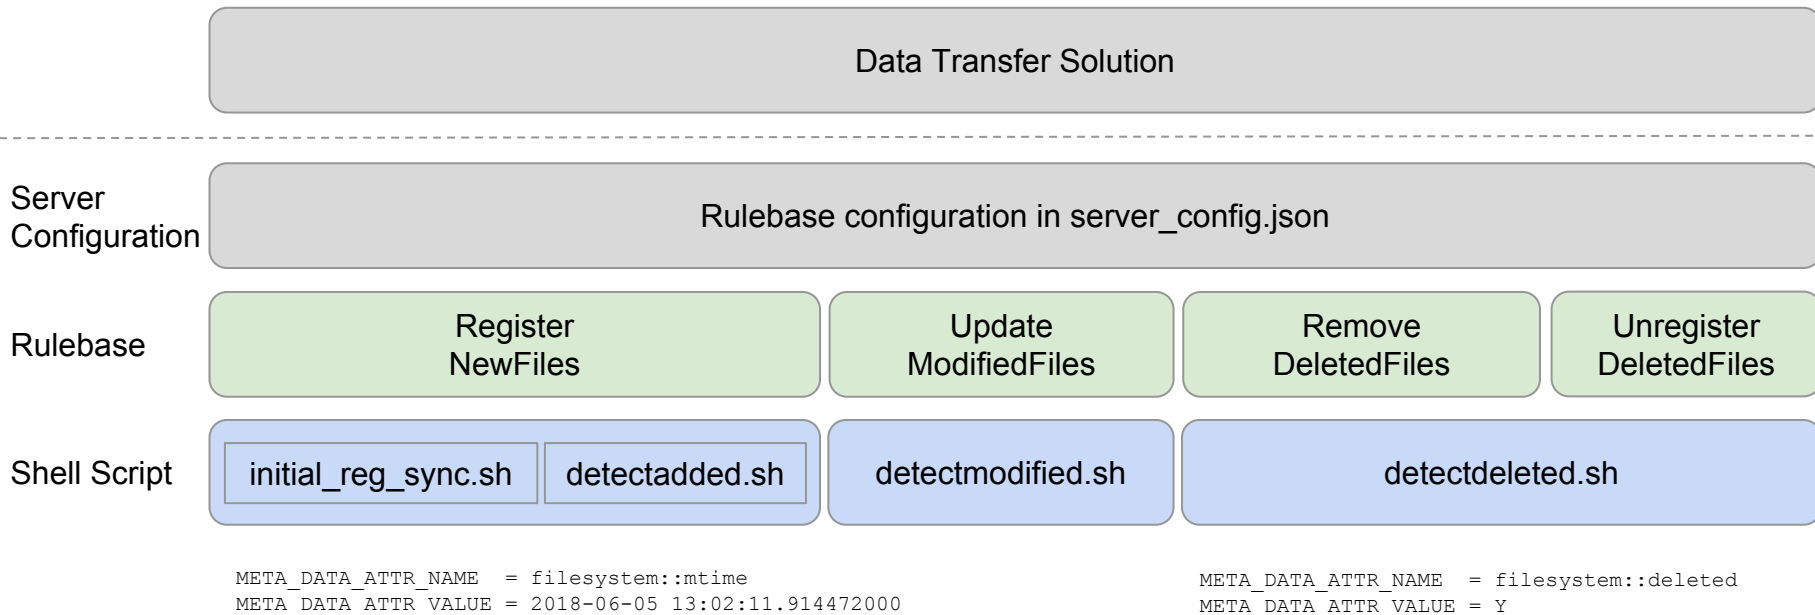 Data Transfer Solution
Server
Configuration
Rulebase configuration in server_config.json
Rulebase
Register
NewFiles
Update
ModifiedFiles
Remove
DeletedFiles
Unregister
DeletedFiles
Shell Script
initial_reg_sync.sh
detectadded.sh
detectmodified.sh
detectdeleted.sh
META_DATA_ATTR_NAME  = filesystem::mtime
META_DATA_ATTR_VALUE = 2018-06-05 13:02:11.914472000
META_DATA_ATTR_NAME  = filesystem::deleted
META_DATA_ATTR_VALUE = Y